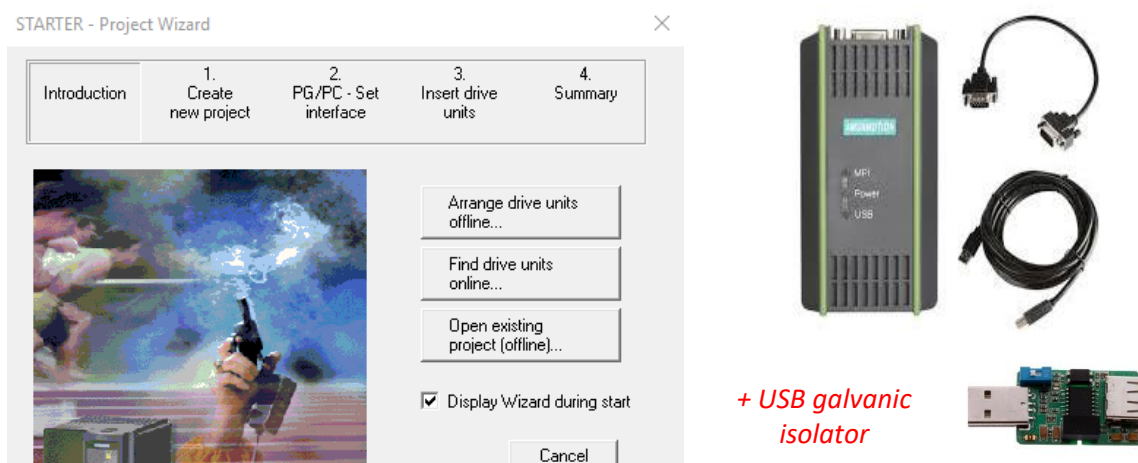 STARTER - Project Wizard
Introduction
1.
Create
new project
2.
PG/PC - Set
interface
3.
Insert drive
units
4.
Summary
Arrange drive units
offline...
Find drive units
online...
Open existing
project (offline)...
Display Wizard during start
Cancel
MPI
Power
USB
+ USB galvanic
isolator